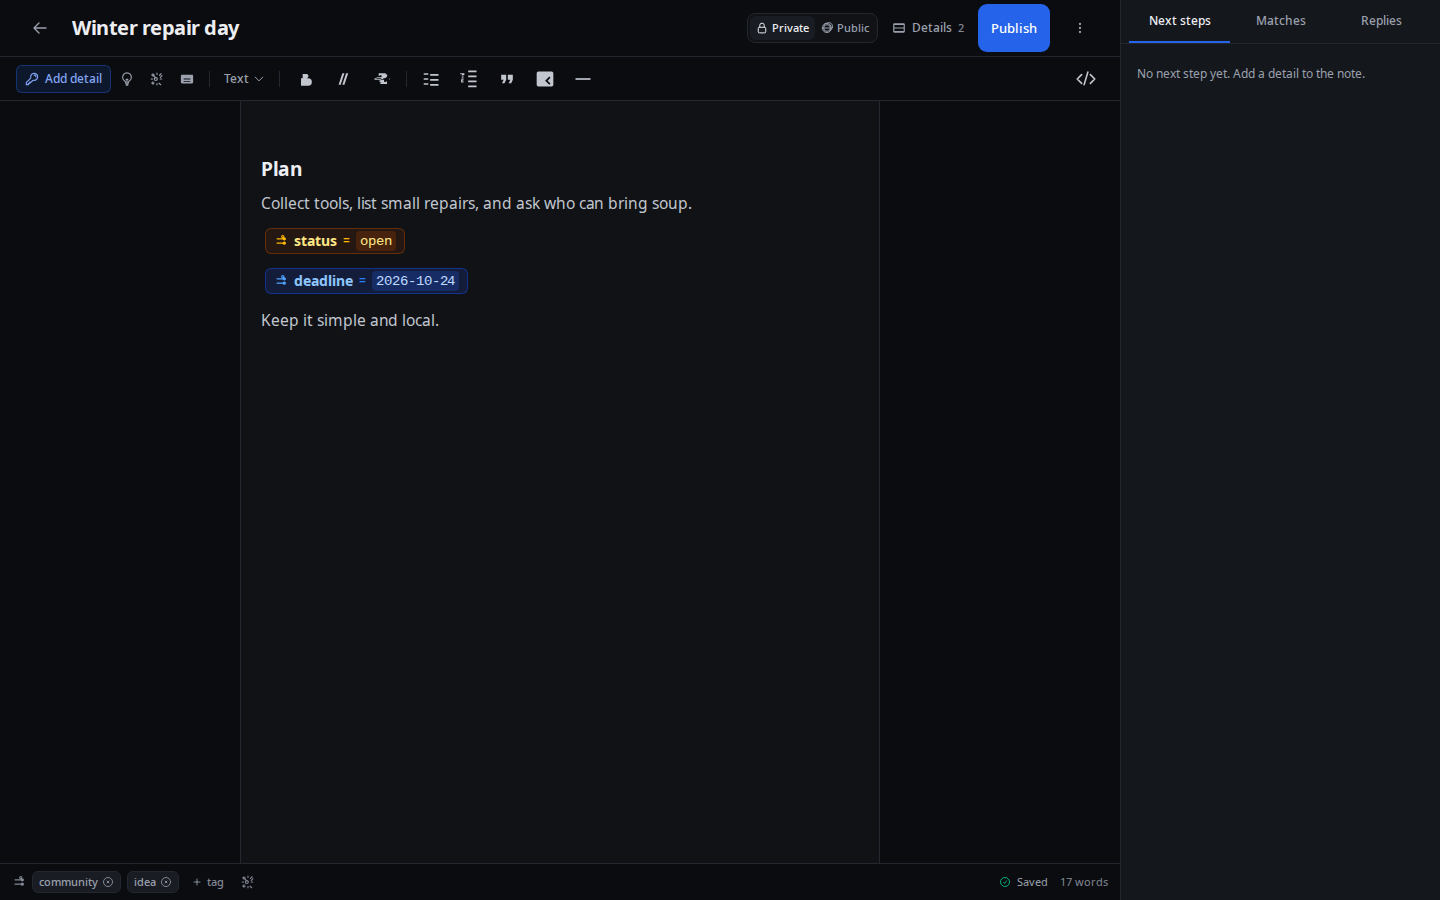 Winter repair day
Private
Public
Details 2
Publish
Next steps
Matches
Replies
Add detail
Text
No next step yet. Add a detail to the note.
Plan
Collect tools, list small repairs, and ask who can bring soup.
status = open
deadline = 2026-10-24
Keep it simple and local.
community
idea
+ tag
Saved
17 words